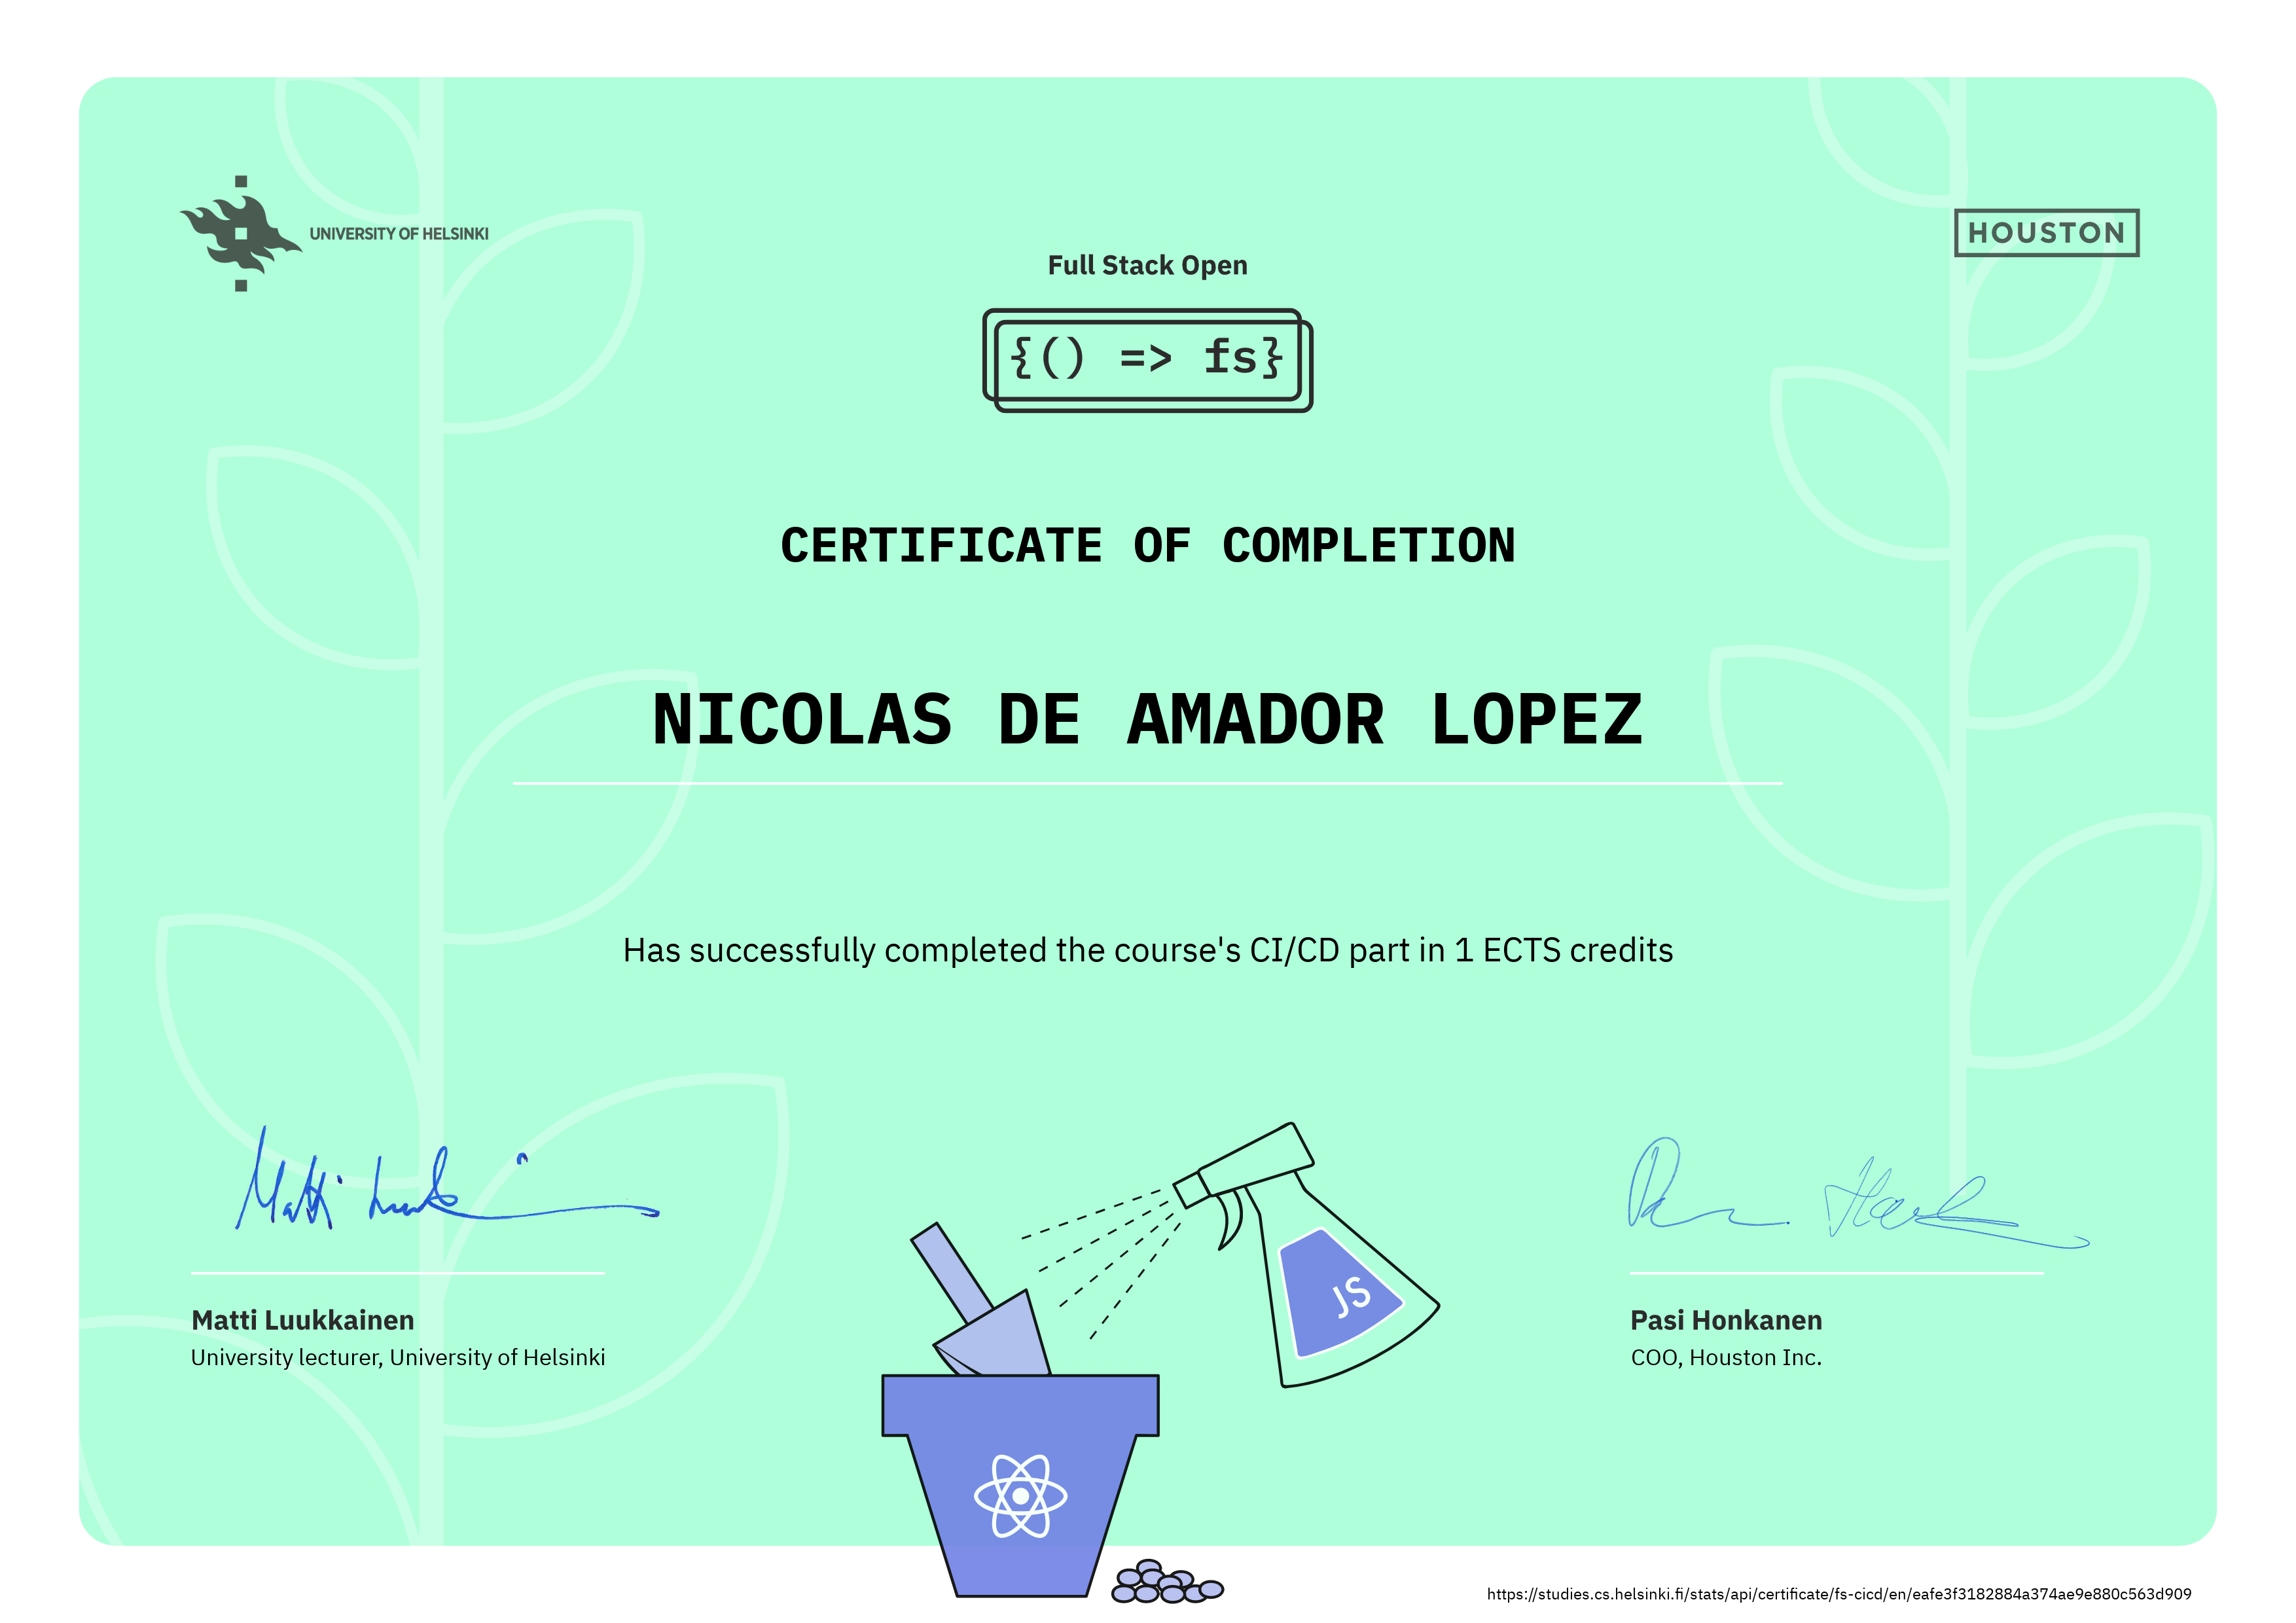 UNIVERSITY OF HELSINKI
HOUSTON
Full Stack Open
{() => fs}
CERTIFICATE OF COMPLETION
NICOLAS DE AMADOR LOPEZ
Has successfully completed the course's CI/CD part in 1 ECTS credits
Matti Luukkainen
University lecturer, University of Helsinki
JS
Pasi Honkanen
COO, Houston Inc.
https://studies.cs.helsinki.fi/stats/api/certificate/fs-cicd/en/eafe3f3182884a374ae9e880c563d909